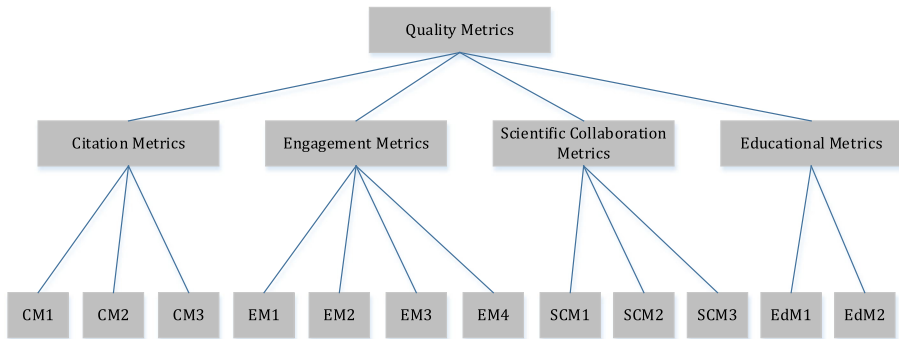 Quality Metrics
Citation Metrics
Engagement Metrics
Scientific Collaboration
Metrics
Educational Metrics
CM1
CM2
CM3
EM1
EM2
EM3
EM4
SCM1
SCM2
SCM3
EdM1
EdM2